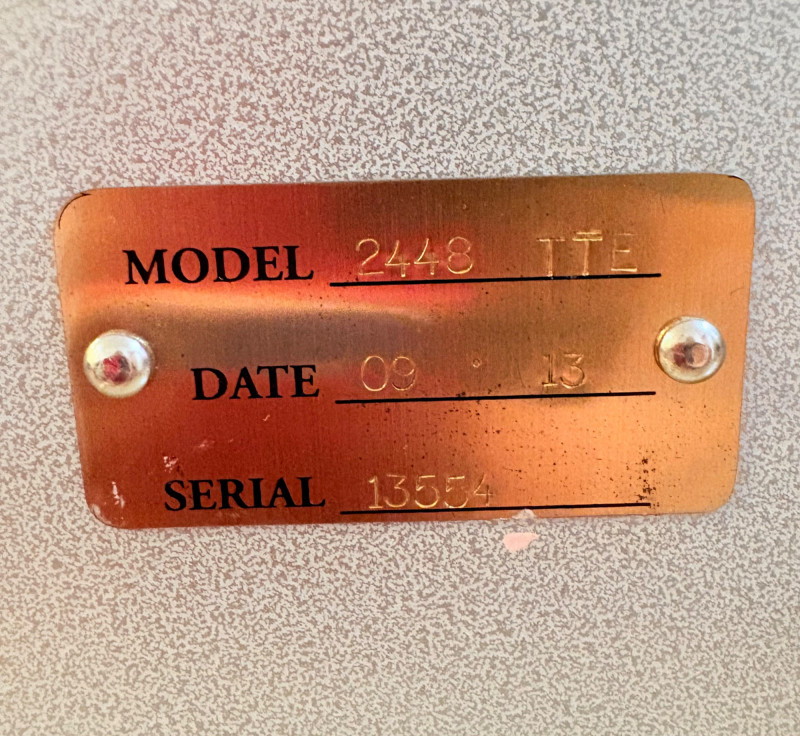 MODEL 2448 TTE
DATE 09 13
SERIAL 13554